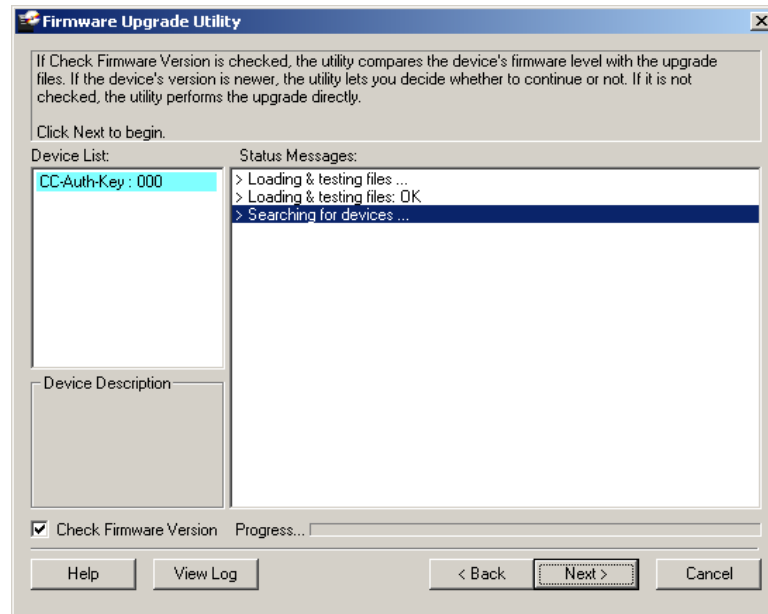 Firmware Upgrade Utility
If Check Firmware Version is checked, the utility compares the device's firmware level with the upgrade
files. If the device's version is newer, the utility lets you decide whether to continue or not. If it is not
checked, the utility performs the upgrade directly.
Click Next to begin.
Device List:
Status Messages:
CC-Auth-Key : 000
> Loading & testing files ...
> Loading & testing files: OK
> Searching for devices ...
Device Description
Check Firmware Version
Progress...
Help
View Log
< Back
Next >
Cancel